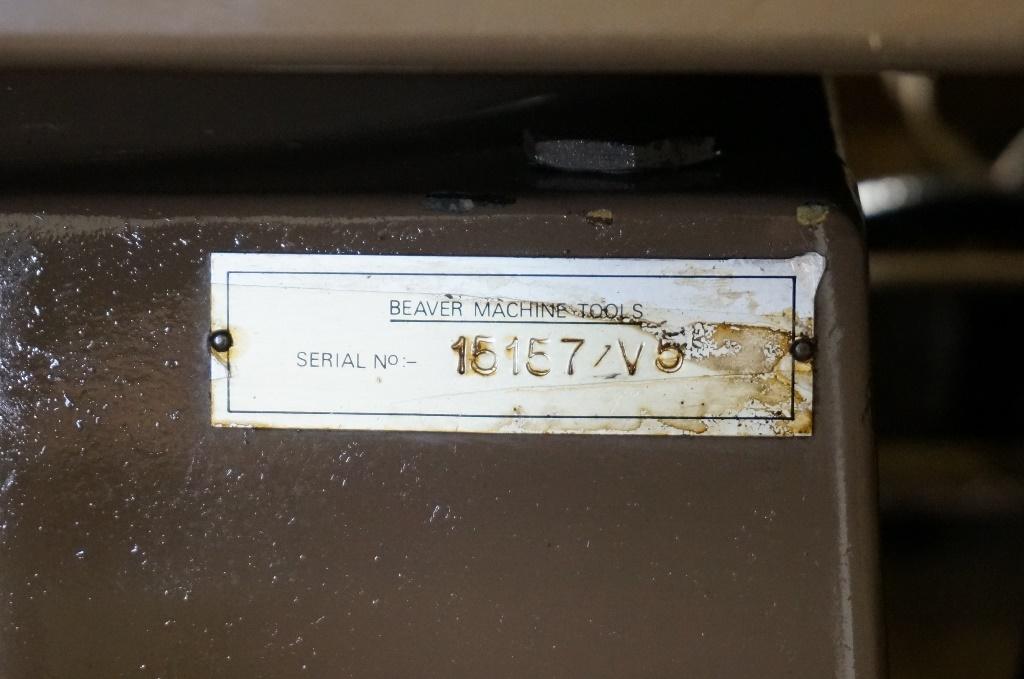 BEAVER MACHINE TOOLS
SERIAL No:- 15157/V5